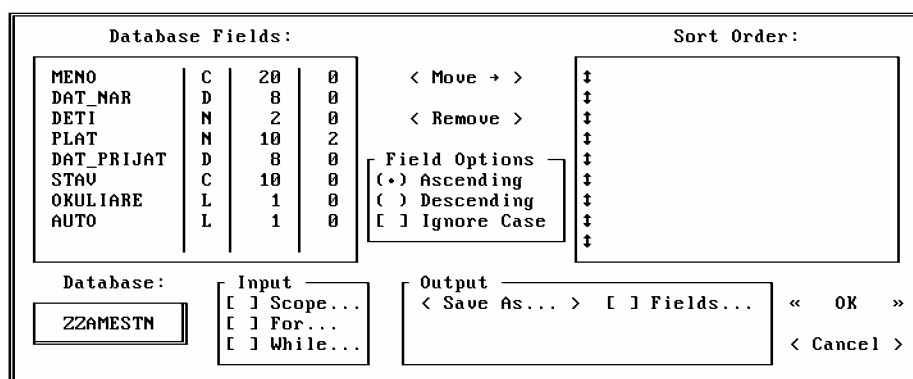 Database Fields: Sort Order:
MENO C 20 0 < Move → > ↕
DAT_NAR D 8 0 ↕
DETI N 2 0 < Remove > ↕
PLAT N 10 2 ↕
DAT_PRIJAT D 8 0 Field Options ↕
STAV C 10 0 (•) Ascending ↕
OKULIARE L 1 0 ( ) Descending ↕
AUTO L 1 0 [ ] Ignore Case ↕
↕
Database: Input Output
[ ] Scope... < Save As... > [ ] Fields... « OK »
ZZAMESTN [ ] For...
[ ] While... < Cancel >